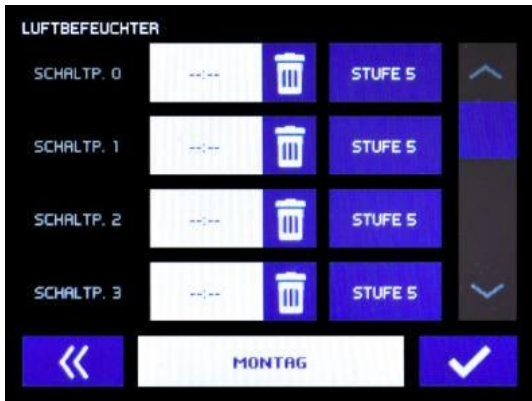 LUFTBEFEUCHTER
SCHALTP. 0 --:-- STUFE 5
SCHALTP. 1 --:-- STUFE 5
SCHALTP. 2 --:-- STUFE 5
SCHALTP. 3 --:-- STUFE 5
MONTAG